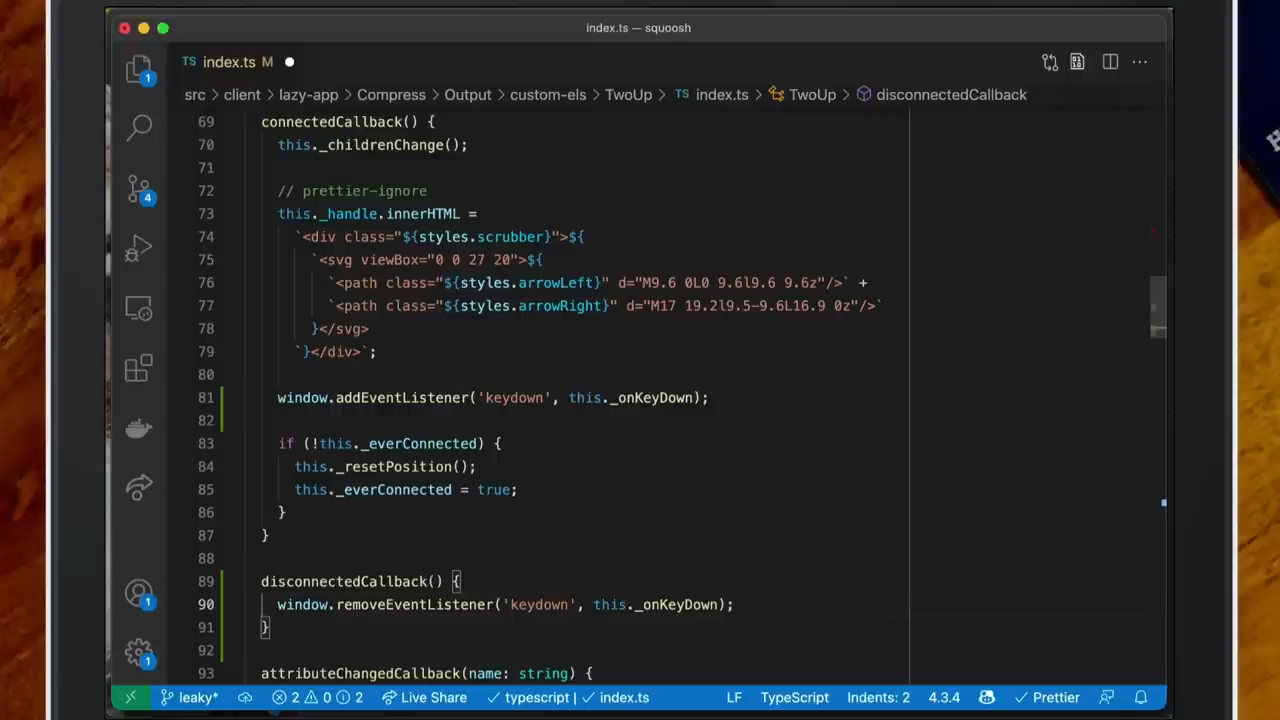 index.ts — squoosh
TS index.ts M
src > client > lazy-app > Compress > Output > custom-els > TwoUp > TS index.ts > TwoUp > disconnectedCallback
69 connectedCallback() {
70 this._childrenChange();
71
72 // prettier-ignore
73 this._handle.innerHTML =
74 `<div class="${styles.scrubber}">${
75 `<svg viewBox="0 0 27 20">${
76 `<path class="${styles.arrowLeft}" d="M9.6 0L0 9.6l9.6 9.6z"/>` +
77 `<path class="${styles.arrowRight}" d="M17 19.2l9.5-9.6L16.9 0z"/>`
78 }</svg>
79 `}</div>`;
80
81 window.addEventListener('keydown', this._onKeyDown);
82
83 if (!this._everConnected) {
84 this._resetPosition();
85 this._everConnected = true;
86 }
87 }
88
89 disconnectedCallback() {
90 window.removeEventListener('keydown', this._onKeyDown);
91 }
92
93 attributeChangedCallback(name: string) {
1
4
1
1
leaky* 2 0 2 Live Share typescript | index.ts LF TypeScript Indents: 2 4.3.4 Prettier